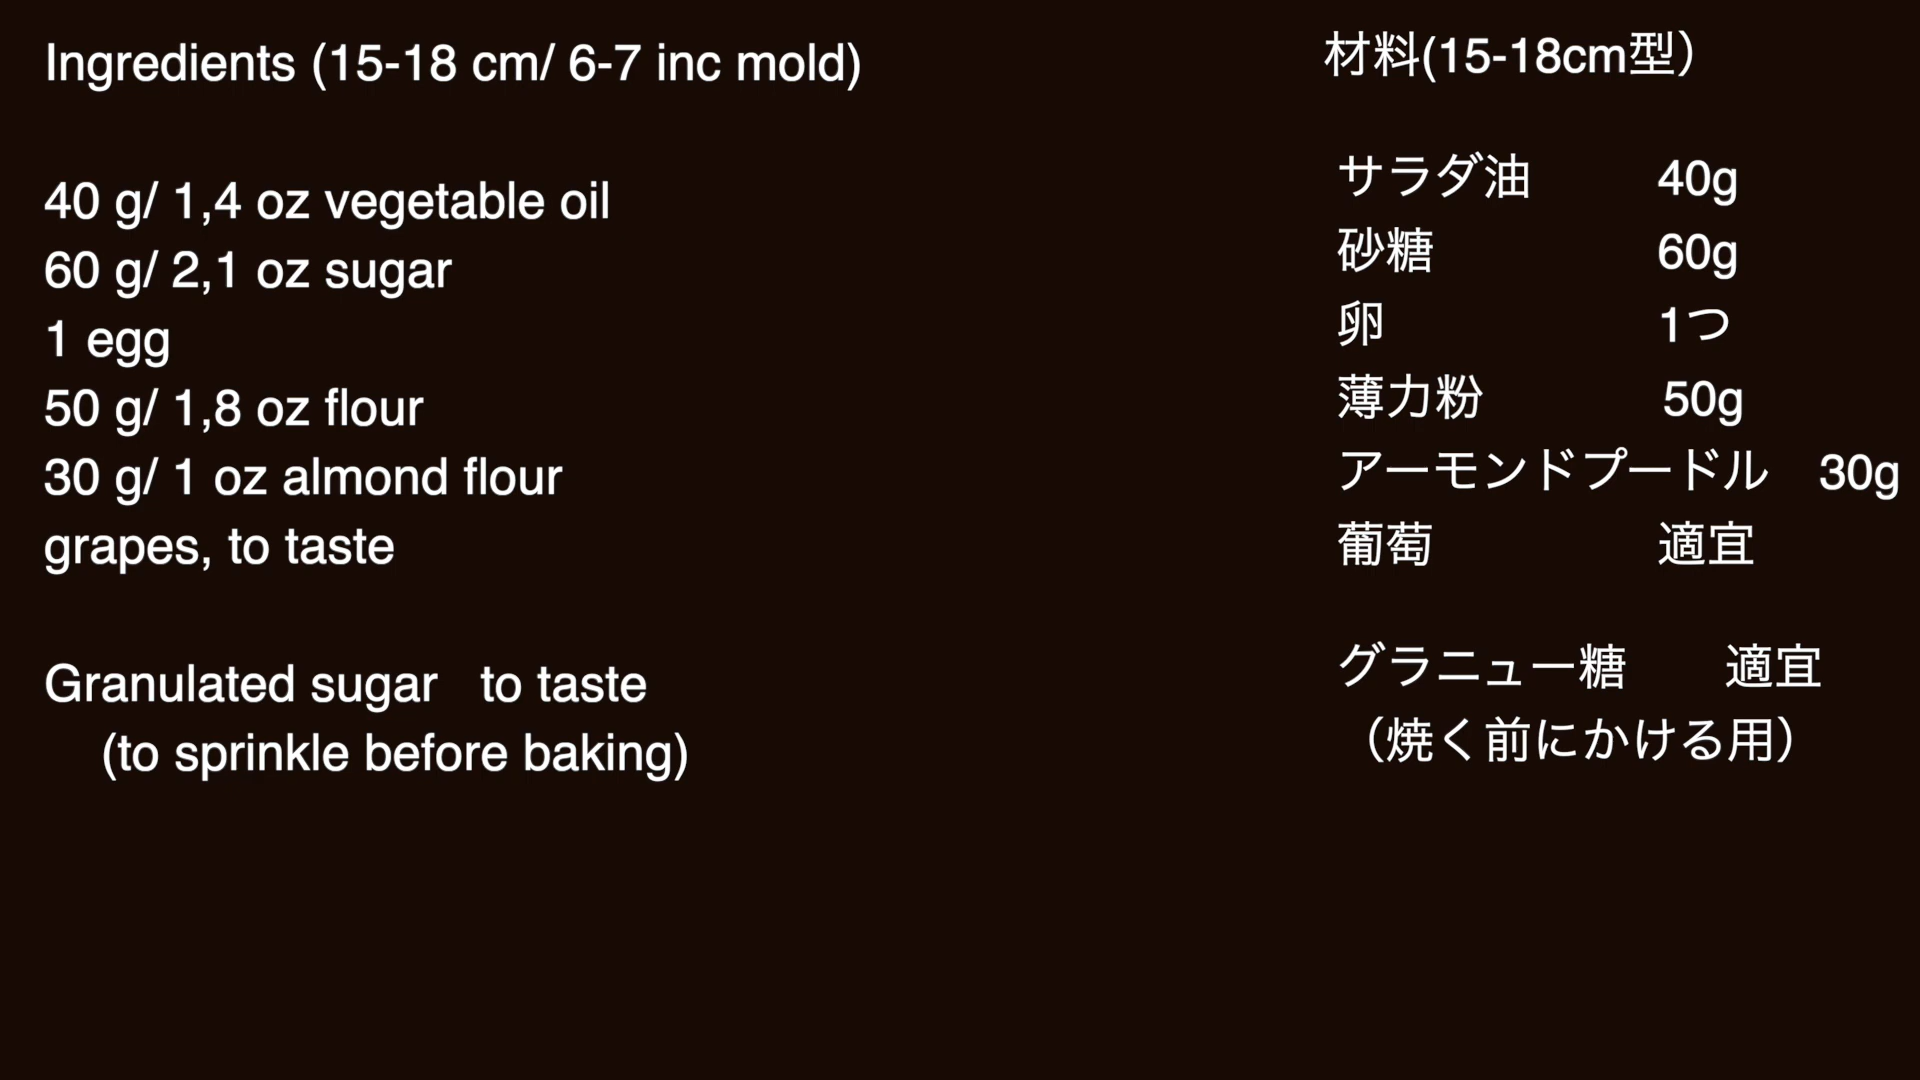 Ingredients (15-18 cm/ 6-7 inc mold)
40 g/ 1,4 oz vegetable oil
60 g/ 2,1 oz sugar
1 egg
50 g/ 1,8 oz flour
30 g/ 1 oz almond flour
grapes, to taste
Granulated sugar to taste
(to sprinkle before baking)
材料(15-18cm型）
サラダ油 40g
砂糖 60g
卵 1つ
薄力粉 50g
アーモンドプードル 30g
葡萄 適宜
グラニュー糖 適宜
（焼く前にかける用）